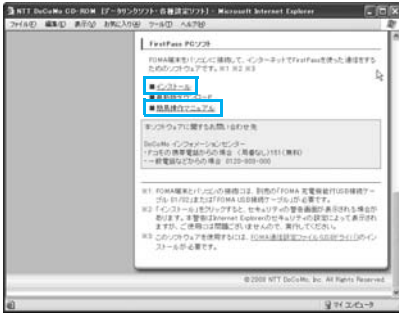 NTT DoCoMo CD-ROM [データリンクソフト・各種設定ソフト] - Microsoft Internet Explorer
ファイル(F) 編集(E) 表示(V) お気に入り(A) ツール(T) ヘルプ(H)
FirstPass PCソフト
FOMA端末をパソコンに接続して、インターネットでFirstPassを使った通信をする
ためのソフトウェアです。※1 ※2 ※3
■インストール
■簡易操作マニュアル
本ソフトウェアに関するお問い合わせ先
DoCoMo インフォメーションセンター
・ドコモの携帯電話からの場合 (局番なし)151(無料)
・一般電話などからの場合 0120-800-000
※1 FOMA端末とパソコンの接続には、別売の「FOMA 充電機能付USB接続ケー
ブル 01/02」または「FOMA USB接続ケーブル」が必要です。
※2 「インストール」をクリックすると、セキュリティの警告画面が表示される場合が
あります。本警告はInternet Explorerのセキュリティの設定によって表示され
ますが、ご使用には問題ございませんので、実行してください。
※3 このソフトウェアを使用するには、「FOMA通信設定ファイル(USBドライバ)」のイン
ストールが必要です。
©2008 NTT DoCoMo, Inc. All Rights Reserved.
マイ コンピュータ